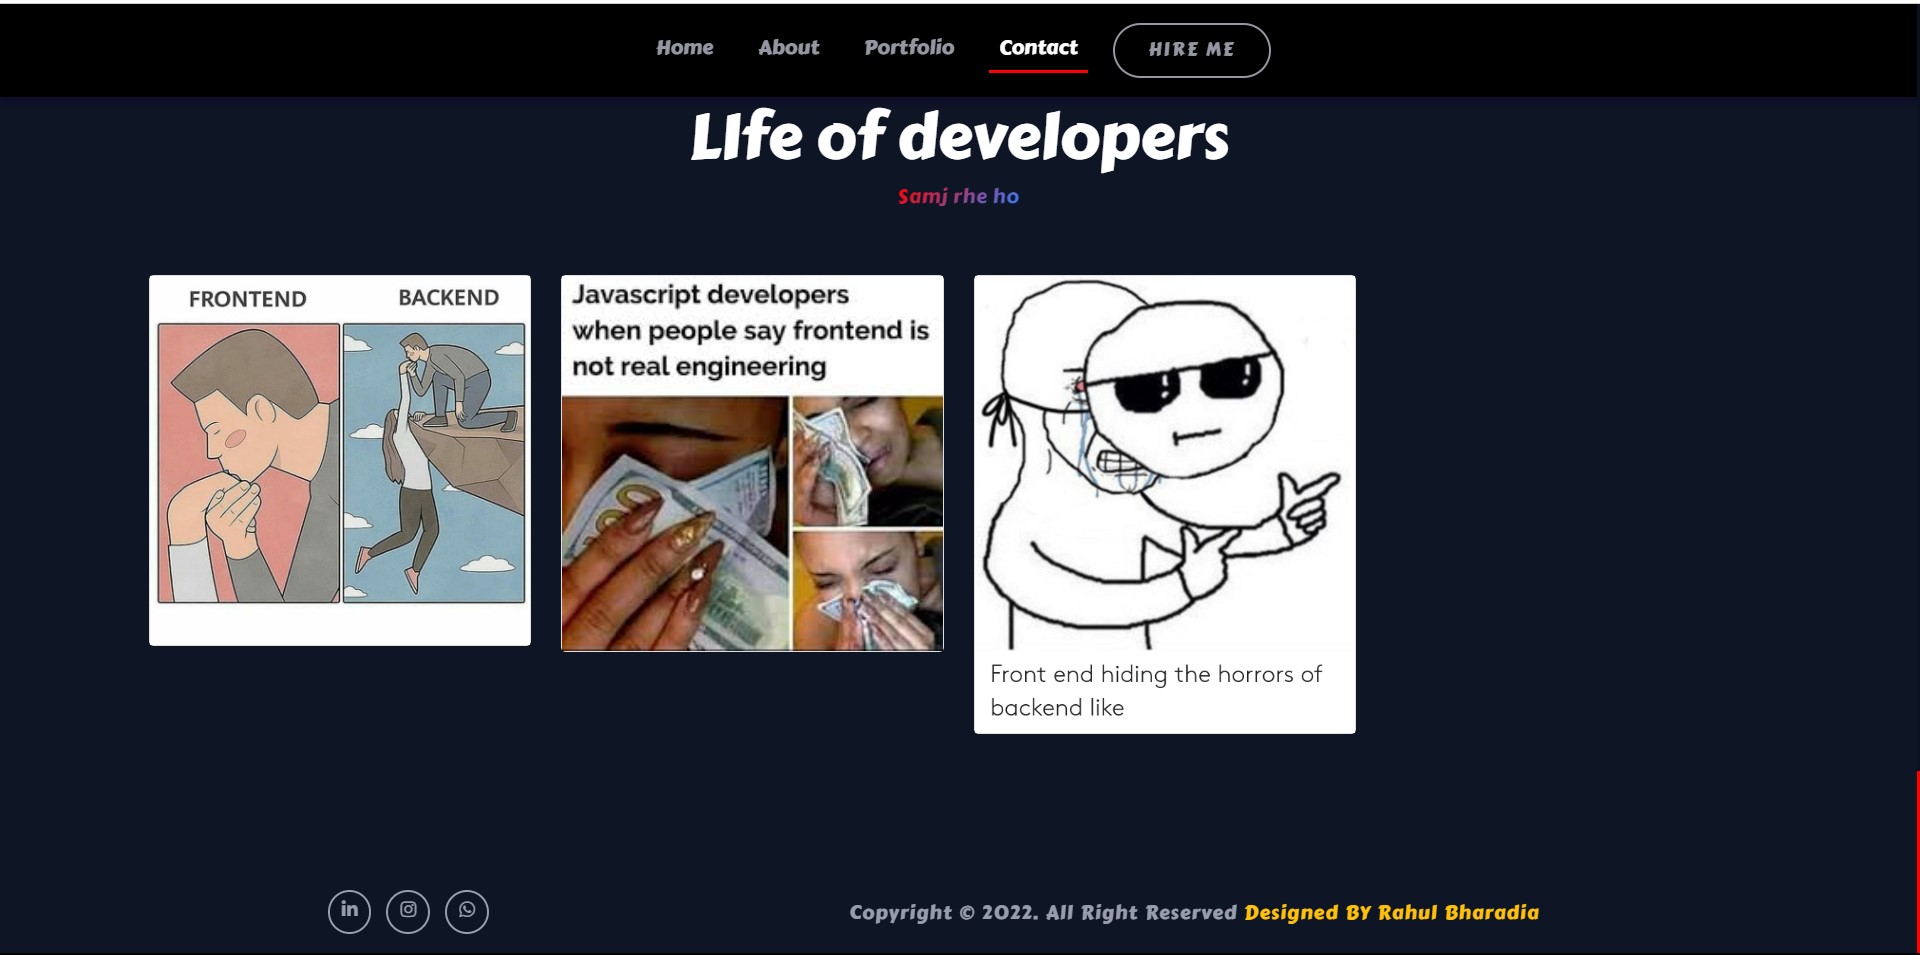 Home About Portfolio Contact HIRE ME
LIfe of developers
Samj rhe ho
FRONTEND BACKEND
Javascript developers
when people say frontend is
not real engineering
Front end hiding the horrors of
backend like
in
Copyright © 2022. All Right Reserved Designed BY Rahul Bharadia